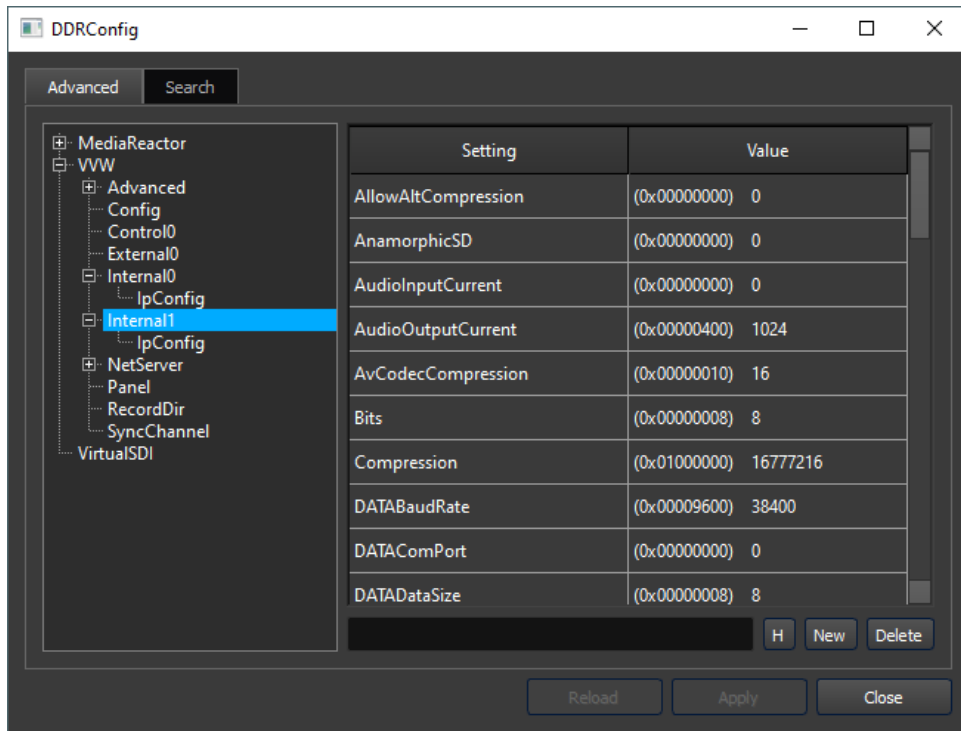 DDRConfig
Advanced Search
MediaReactor
VVW
Advanced
Config
Control0
External0
Internal0
IpConfig
Internal1
IpConfig
NetServer
Panel
RecordDir
SyncChannel
VirtualSDI
Setting Value
AllowAltCompression (0x00000000) 0
AnamorphicSD (0x00000000) 0
AudioInputCurrent (0x00000000) 0
AudioOutputCurrent (0x00000400) 1024
AvCodecCompression (0x00000010) 16
Bits (0x00000008) 8
Compression (0x01000000) 16777216
DATABaudRate (0x00009600) 38400
DATAComPort (0x00000000) 0
DATADataSize (0x00000008) 8
H New Delete
Reload Apply Close